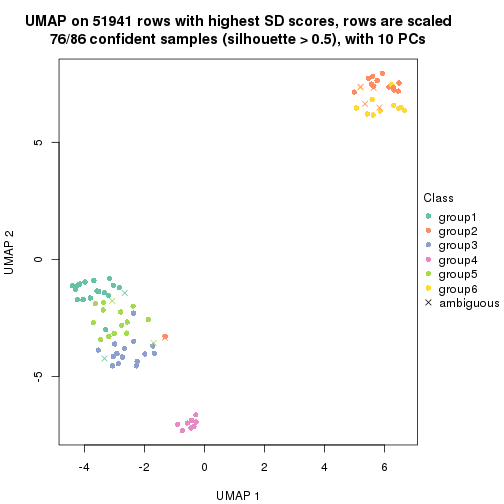 UMAP on 51941 rows with highest SD scores, rows are scaled
76/86 confident samples (silhouette > 0.5), with 10 PCs
5
0
-5
UMAP 2
-4
-2
0
2
4
6
UMAP 1
Class
group1
group2
group3
group4
group5
group6
ambiguous